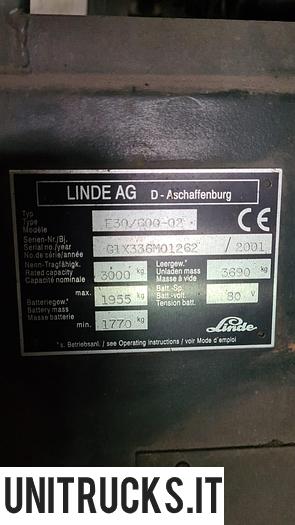 LINDE AG D - Aschaffenburg
Typ
Type
Modèle
E30/600-02
CE
Serien-Nr./Bj.
Serial no./year
No.de série/année
G1X336M01262 / 2001
Nenn-Tragfähigk.
Rated capacity
Capacité nominale
3000 kg
Leergew.*
Unladen mass
Masse à vide
3690 kg
Batteriegew.*
Battery mass
Masse batterie
max. 1955 kg
min. 1770 kg
Batt.-Sp.
Batt.-volt.
Tension batt.
80 V
Linde
*s. Betriebsanl. / see Operating instructions / voir Mode d'emploi
UNITRUCKS.IT